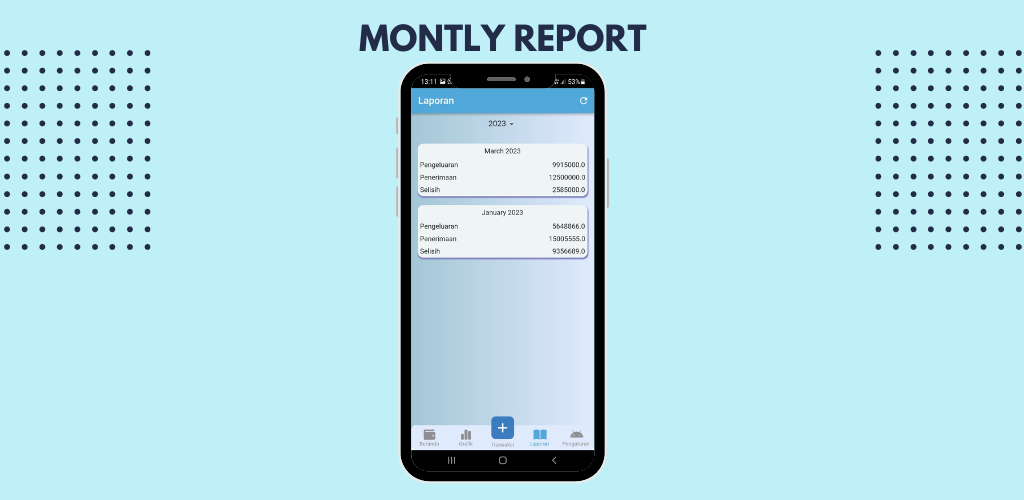 MONTLY REPORT
13:11 53%
Laporan
2023
March 2023
Pengeluaran 9915000.0
Penerimaan 12500000.0
Selisih 2585000.0
January 2023
Pengeluaran 5648866.0
Penerimaan 15005555.0
Selisih 9356689.0
Beranda Grafik Transaksi Laporan Pengaturan